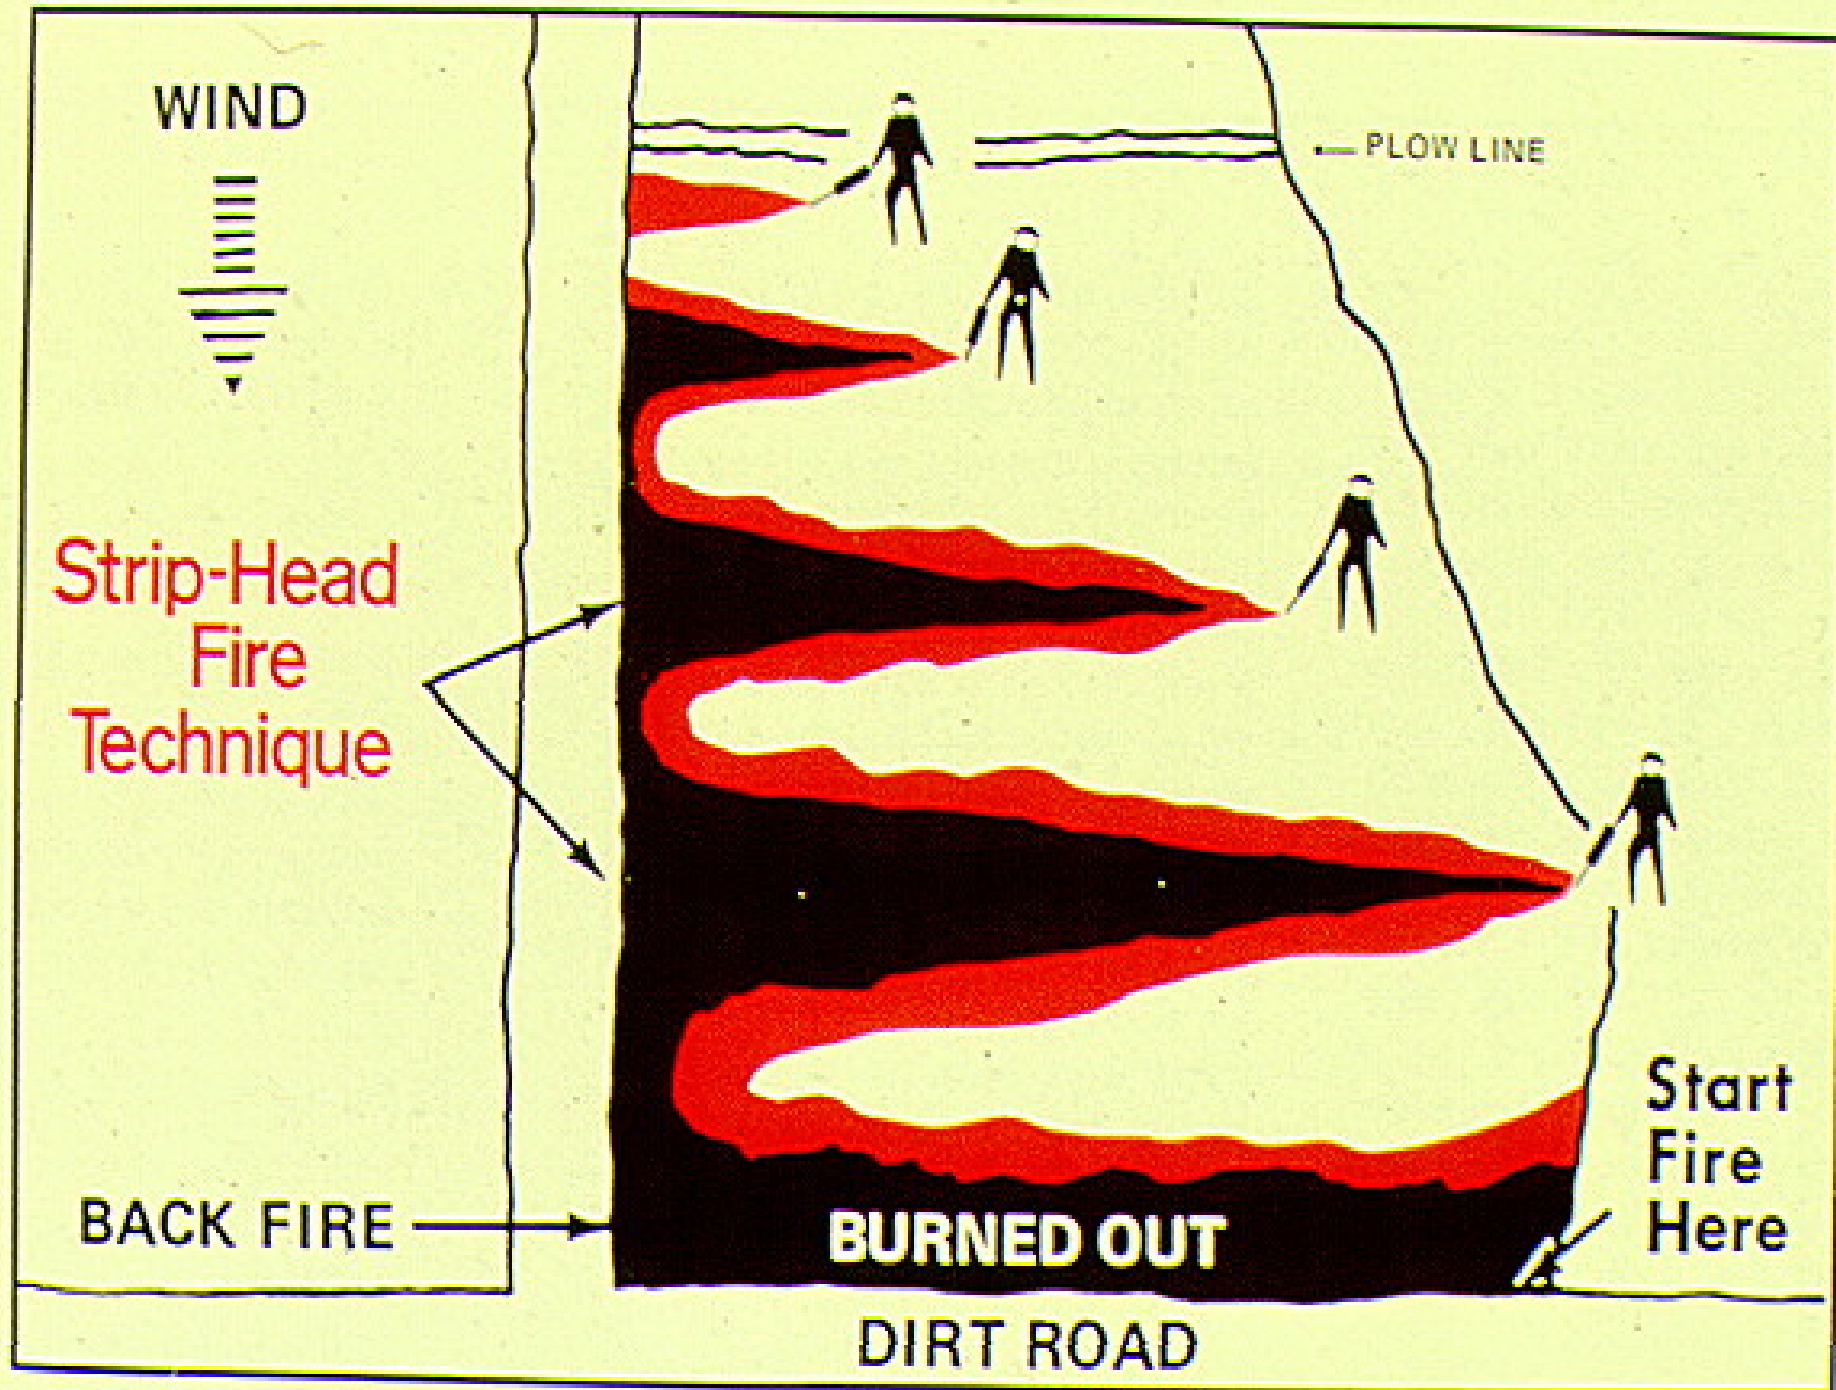 WIND
PLOW LINE
Strip-Head
Fire
Technique
Start
Fire
Here
BACK FIRE
BURNED OUT
DIRT ROAD